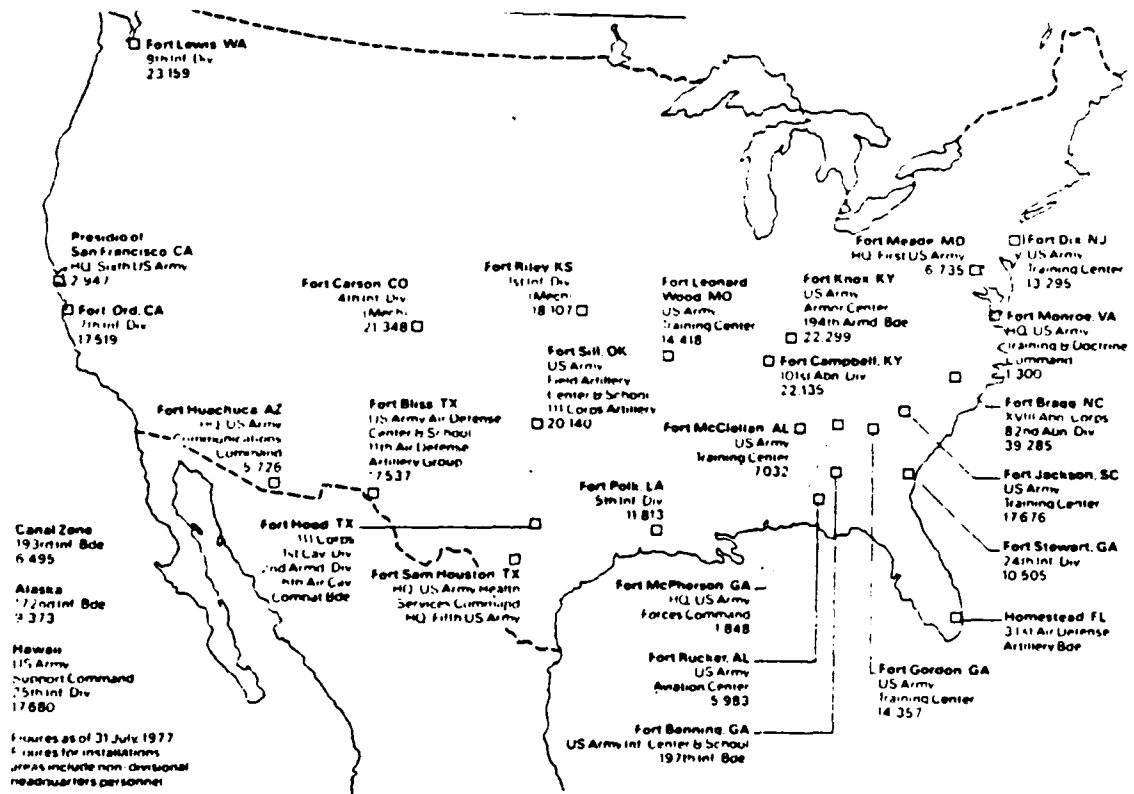 Fort Lewis, WA
9th Inf. Div
23.159
Presidio of
San Francisco, CA
HQ. Sixth US Army
2.947
Fort Ord, CA
7th Inf. Div
17.519
Fort Carson, CO
4th Inf. Div
(Mech)
21.348
Fort Riley, KS
1st Inf. Div
(Mech)
18.107
Fort Leonard
Wood, MO
US Army
Training Center
14.418
Fort Knox, KY
US Army
Armor Center
194th Armd. Bde
22.299
Fort Meade, MD
HQ. First US Army
6.735
Fort Dix, NJ
US Army
Training Center
13.295
Fort Monroe, VA
HQ. US Army
Training & Doctrine
Command
1.300
Fort Sill, OK
US Army
Field Artillery
Center & School
111 Corps Artillery
20.140
Fort Campbell, KY
101st Abn. Div
22.135
Fort Bragg, NC
XVIII Abn. Corps
82nd Abn. Div
39.285
Fort Huachuca, AZ
HQ. US Army
Communications
Command
5.726
Fort Bliss, TX
US Army Air Defense
Center & School
11th Air Defense
Artillery Group
17.537
Fort McClellan, AL
US Army
Training Center
7.032
Fort Jackson, SC
US Army
Training Center
17.676
Fort Polk, LA
5th Inf. Div
11.813
Fort Hood, TX
111 Corps
1st Cav. Div
2nd Armd. Div
6th Air Cav.
Combat Bde
Fort Sam Houston, TX
HQ. US Army Health
Services Command
HQ. Fifth US Army
Fort Stewart, GA
24th Inf. Div
10.505
Canal Zone
193rd Inf. Bde
6.495
Alaska
172nd Inf. Bde
9.373
Hawaii
US Army
Support Command
25th Inf. Div
17.680
Fort McPherson, GA
HQ. US Army
Forces Command
1.848
Homestead, FL
31st Air Defense
Artillery Bde
Fort Rucker, AL
US Army
Aviation Center
5.983
Fort Gordon, GA
US Army
Training Center
14.357
Fort Benning, GA
US Army Inf. Center & School
197th Inf. Bde
Figures as of 31 July, 1977
Figures for installations
areas include non-divisional
headquarters personnel